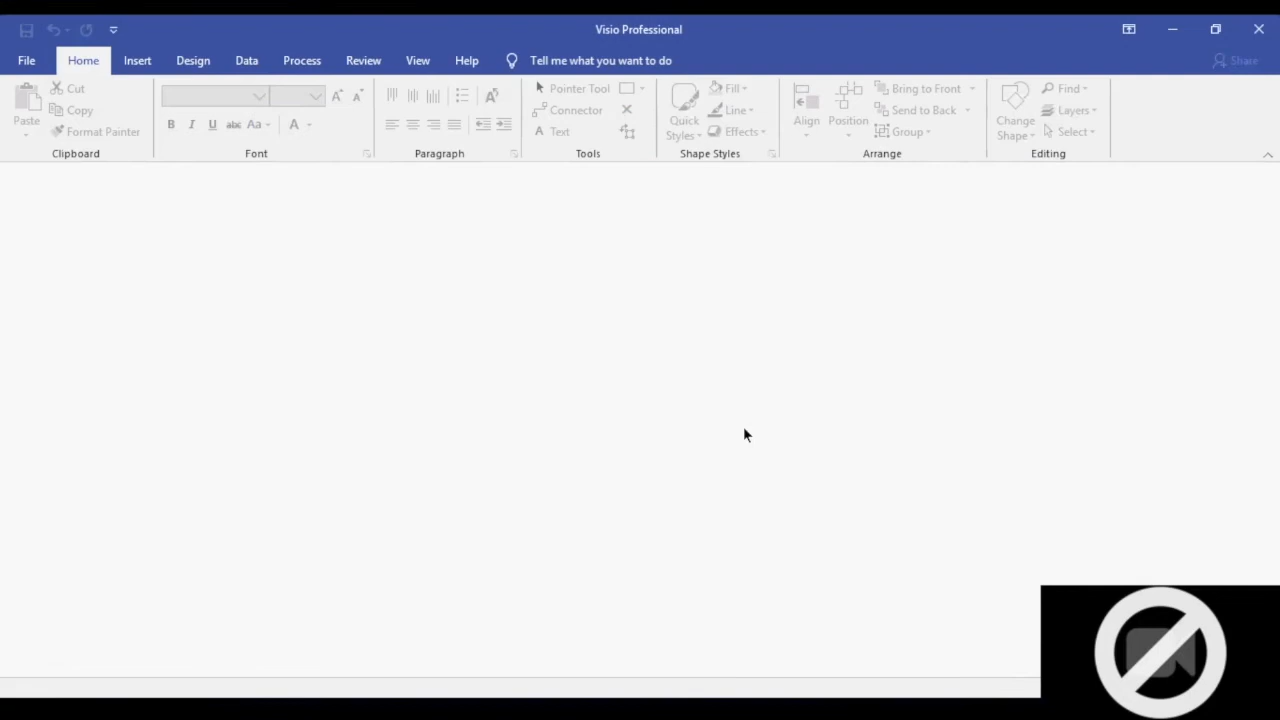 Visio Professional
File Home Insert Design Data Process Review View Help Tell me what you want to do Share
Paste
Cut
Copy
Format Painter
Clipboard
B I U abc Aa A
Font
Paragraph
Pointer Tool
Connector
A Text
Tools
Quick
Styles
Fill
Line
Effects
Shape Styles
Align
Position
Bring to Front
Send to Back
Group
Arrange
Change
Shape
Find
Layers
Select
Editing